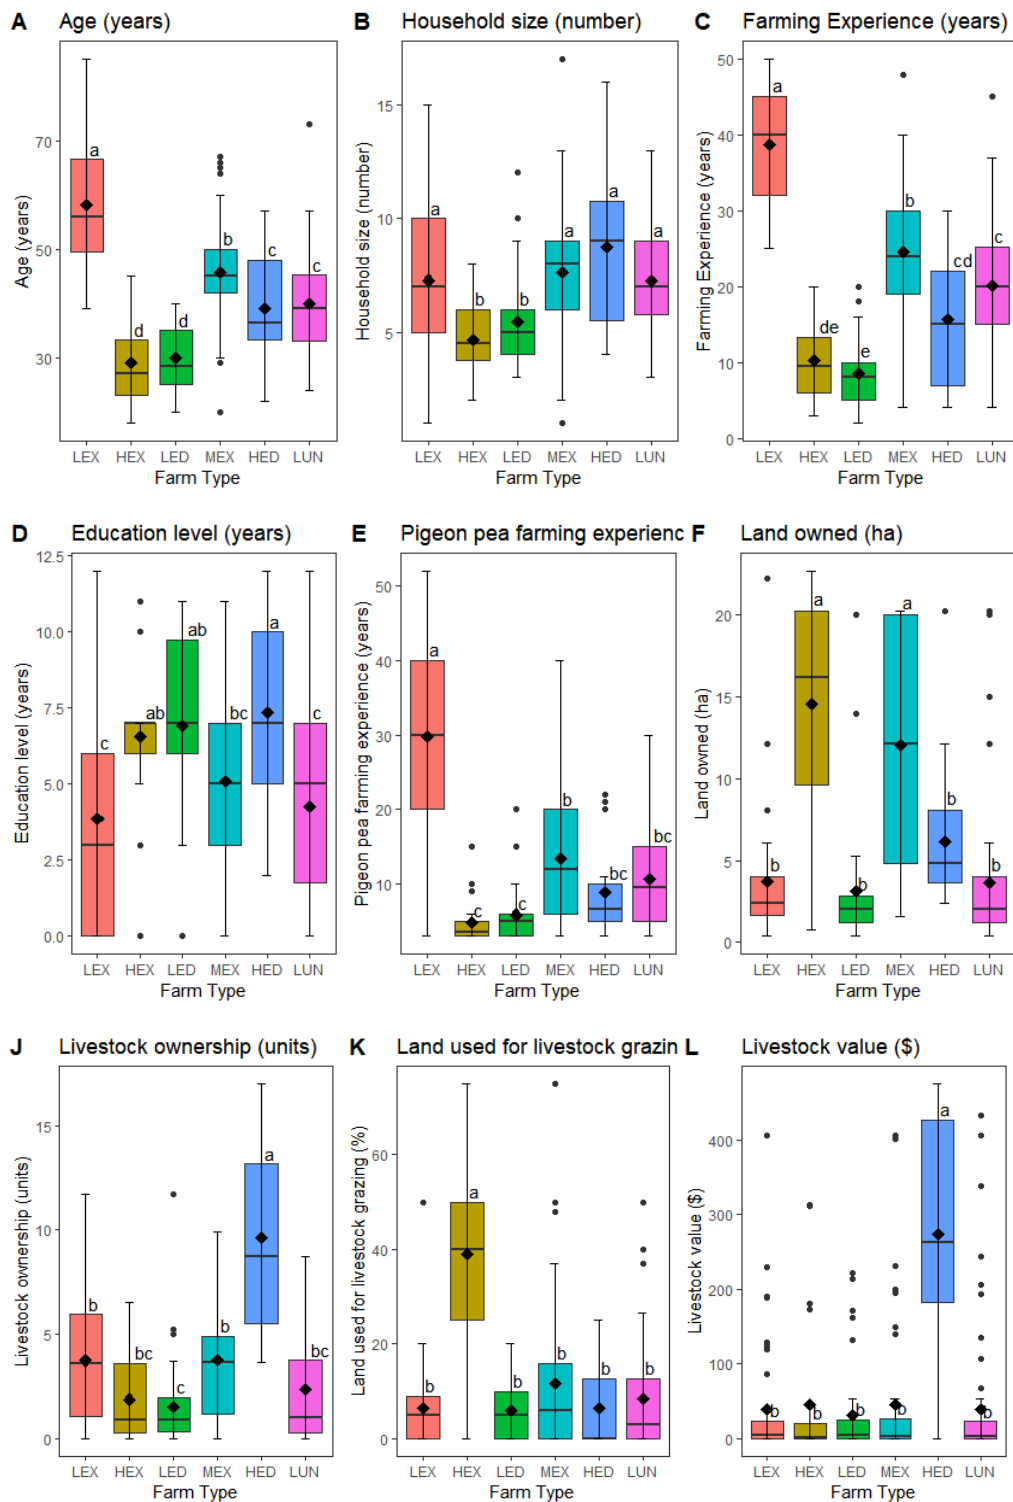 A Age (years)
Age (years)
70
50
30
a
d
d
b
c
c
LEX HEX LED MEX HED LUN
Farm Type
B Household size (number)
Household size (number)
15
10
5
a
b
b
a
a
a
LEX HEX LED MEX HED LUN
Farm Type
C Farming Experience (years)
Farming Experience (years)
50
40
30
20
10
0
a
de
e
b
cd
c
LEX HEX LED MEX HED LUN
Farm Type
D Education level (years)
Education level (years)
12.5
10.0
7.5
5.0
2.5
0.0
c
ab
ab
bc
a
c
LEX HEX LED MEX HED LUN
Farm Type
E Pigeon pea farming experienc
Pigeon pea farming experience (years)
50
40
30
20
10
a
c
c
b
bc
bc
LEX HEX LED MEX HED LUN
Farm Type
F Land owned (ha)
Land owned (ha)
20
15
10
5
0
b
a
b
a
b
b
LEX HEX LED MEX HED LUN
Farm Type
J Livestock ownership (units)
Livestock ownership (units)
15
10
5
0
b
bc
c
b
a
bc
LEX HEX LED MEX HED LUN
Farm Type
K Land used for livestock grazin
Land used for livestock grazing (%)
60
40
20
0
b
a
b
b
b
b
LEX HEX LED MEX HED LUN
Farm Type
L Livestock value ($)
Livestock value ($)
400
300
200
100
0
b
b
b
b
a
b
LEX HEX LED MEX HED LUN
Farm Type